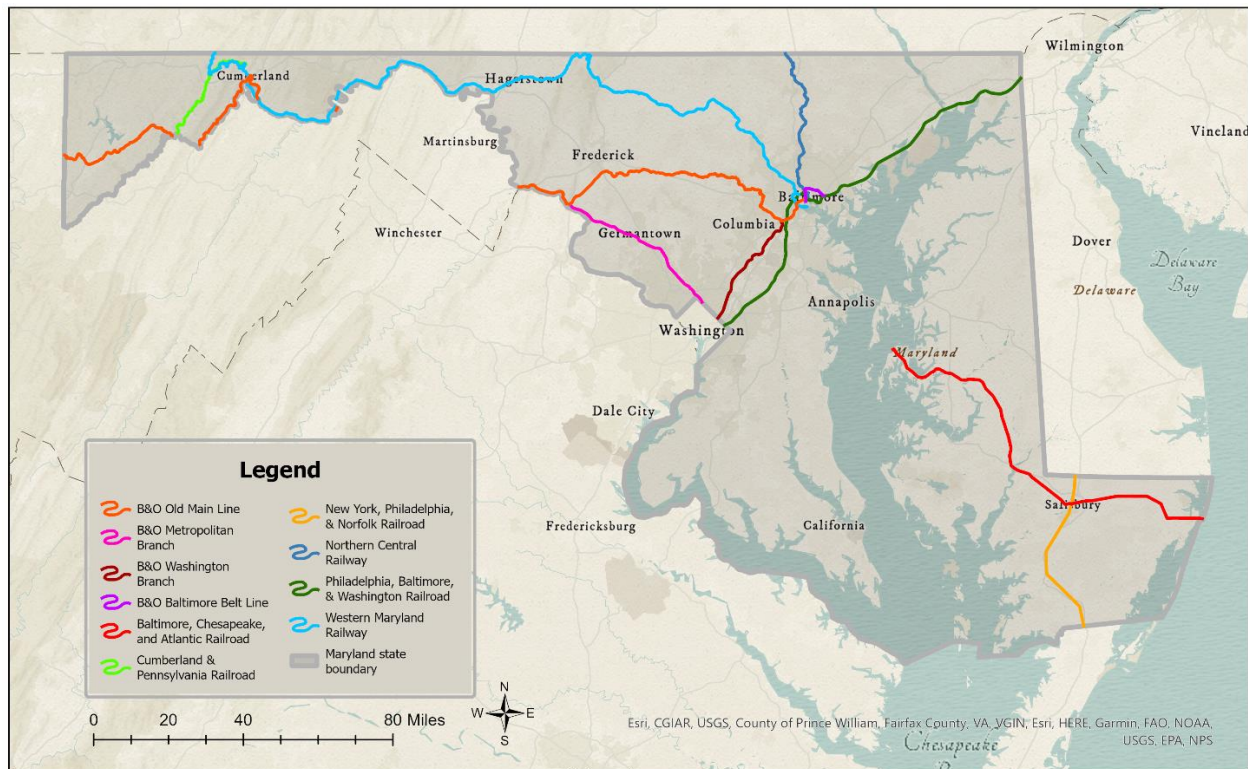 Wilmington
Cumberland
Hagerstown
Vineland
Martinsburg
Frederick
Baltimore
Winchester
Germantown
Columbia
Dover
Delaware
Bay
Delaware
Annapolis
Washington
Maryland
Dale City
Salisbury
Fredericksburg
California
Legend
B&O Old Main Line
B&O Metropolitan
Branch
B&O Washington
Branch
B&O Baltimore Belt Line
Baltimore, Chesapeake,
and Atlantic Railroad
Cumberland &
Pennsylvania Railroad
New York, Philadelphia,
& Norfolk Railroad
Northern Central
Railway
Philadelphia, Baltimore,
& Washington Railroad
Western Maryland
Railway
Maryland state
boundary
0 20 40 80 Miles
N
W E
S
Esri, CGIAR, USGS, County of Prince William, Fairfax County, VA, VGIN, Esri, HERE, Garmin, FAO, NOAA,
USGS, EPA, NPS
Chesapeake